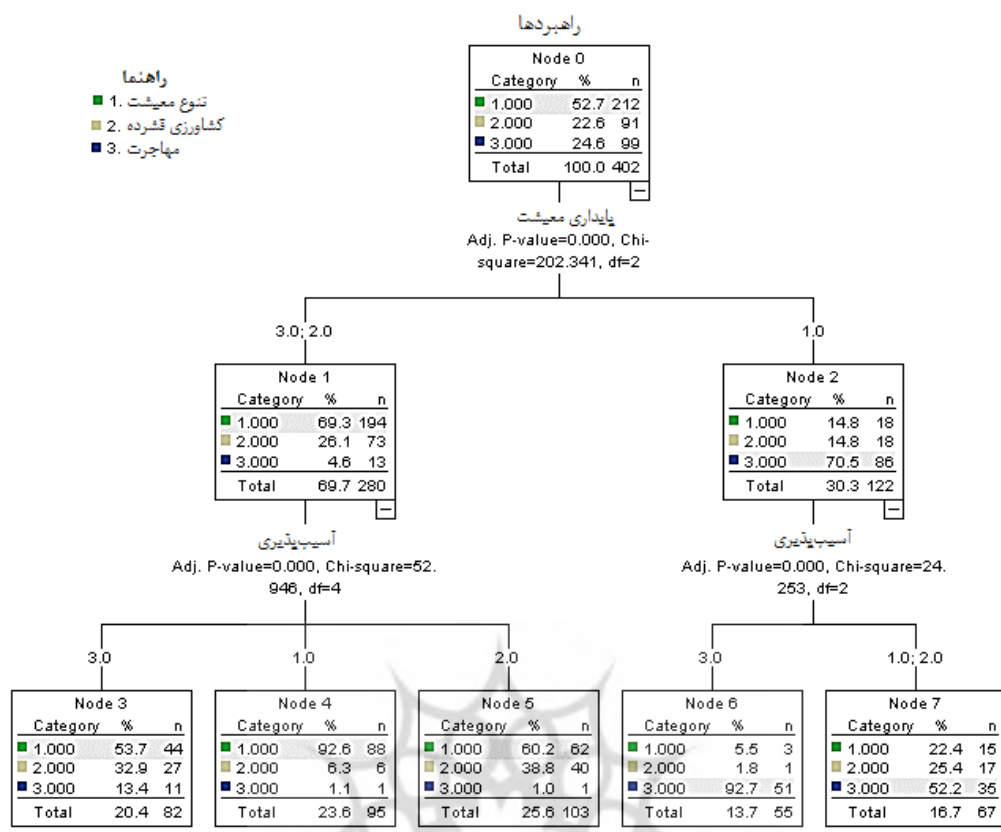 راهبردها
Node 0
Category % n
1.000 52.7 212
2.000 22.6 91
3.000 24.6 99
Total 100.0 402
راهنما
1. تنوع معیشت
2. کشاورزی قشرده
3. مهاجرت
پایداری معیشت
Adj. P-value=0.000, Chi-
square=202.341, df=2
3.0; 2.0
1.0
Node 1
Category % n
1.000 69.3 194
2.000 26.1 73
3.000 4.6 13
Total 69.7 280
Node 2
Category % n
1.000 14.8 18
2.000 14.8 18
3.000 70.5 86
Total 30.3 122
آسیب‌پذیری
Adj. P-value=0.000, Chi-square=52.
946, df=4
آسیب‌پذیری
Adj. P-value=0.000, Chi-square=24.
253, df=2
3.0
1.0
2.0
3.0
1.0; 2.0
Node 3
Category % n
1.000 53.7 44
2.000 32.9 27
3.000 13.4 11
Total 20.4 82
Node 4
Category % n
1.000 92.6 88
2.000 6.3 6
3.000 1.1 1
Total 23.6 95
Node 5
Category % n
1.000 60.2 62
2.000 38.8 40
3.000 1.0 1
Total 25.6 103
Node 6
Category % n
1.000 5.5 3
2.000 1.8 1
3.000 92.7 51
Total 13.7 55
Node 7
Category % n
1.000 22.4 15
2.000 25.4 17
3.000 52.2 35
Total 16.7 67